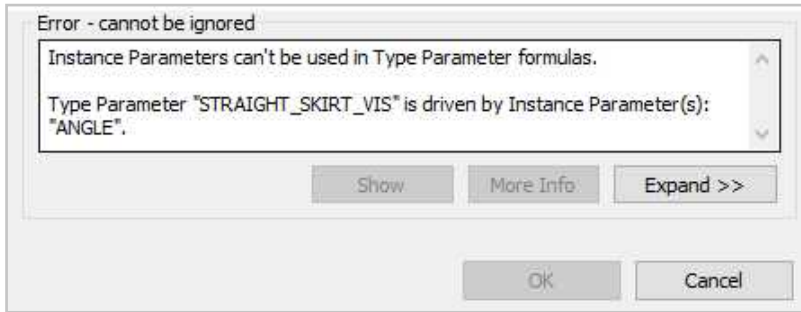 Error - cannot be ignored
Instance Parameters can't be used in Type Parameter formulas.
Type Parameter "STRAIGHT_SKIRT_VIS" is driven by Instance Parameter(s):
"ANGLE".
Show
More Info
Expand >>
OK
Cancel